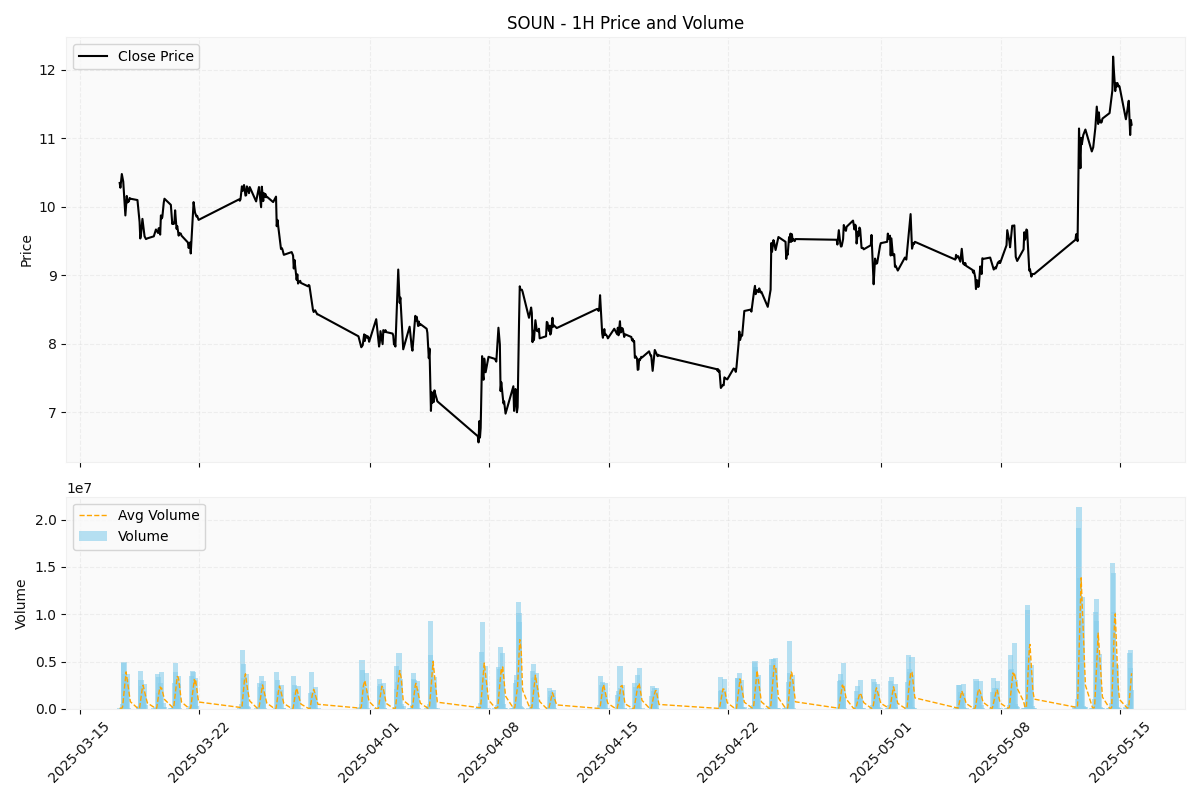 SOUN - 1H Price and Volume
Close Price
Price
12
11
10
9
8
7
1e7
Avg Volume
Volume
Volume
2.0
1.5
1.0
0.5
0.0
2025-03-15
2025-03-22
2025-04-01
2025-04-08
2025-04-15
2025-04-22
2025-05-01
2025-05-08
2025-05-15